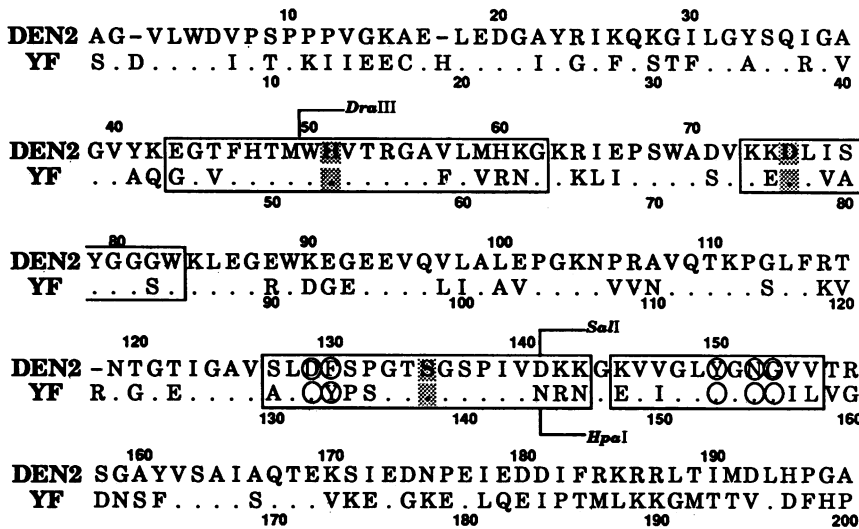 10 20 30
DEN2 AG-VLWDVPSPPPVGKAE-LEDGAYRIKQKGILGYSQIGA
YF S.D....I.T.KIIEEC.H....I.G.F.STF..A..R.V
10 20 30 40
DraIII
40 50 60 70
DEN2 GVYKEGTFHTMWHVTRGAVLMHKGKRIEPSWADVKKDLIS
YF ..AQG.V...........F.VRN..KLI.....S..E..VA
50 60 70 80
80 90 100 110
DEN2 YGGGWKLEGEWKEGEEVQVLALEPGKNPRAVQTKPGLFRT
YF ...S.....R.DGE....LI.AV....VVN.....S..KV
90 100 110 120
SalI
120 130 140 150
DEN2 -NTGTIGAVSLDFSPGTSGSPIVDKKGKVVGLYGNGVVTR
YF R.G.E....A..YPS........NRN.E.I......ILVG
130 140 150 160
HpaI
160 170 180 190
DEN2 SGAYVSAIAQTEKSIEDNPEIEDDIFRKRRLTIMDLHPGA
YF DNSF....S...VKE.GKE.LQEIPTMLKKGMTTV.DFHP
170 180 190 200